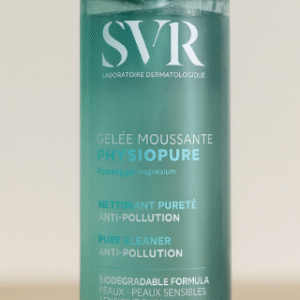 SVR
LABORATOIRE DERMATOLOGIQUE
GELÉE MOUSSANTE
PHYSIOPURE
magnesium
NETTOYANT PURETÉ
ANTI-POLLUTION
PURE CLEANER
ANTI-POLLUTION
BIODEGRADABLE FORMULA
PEAUX - PEAUX SENSIBLES